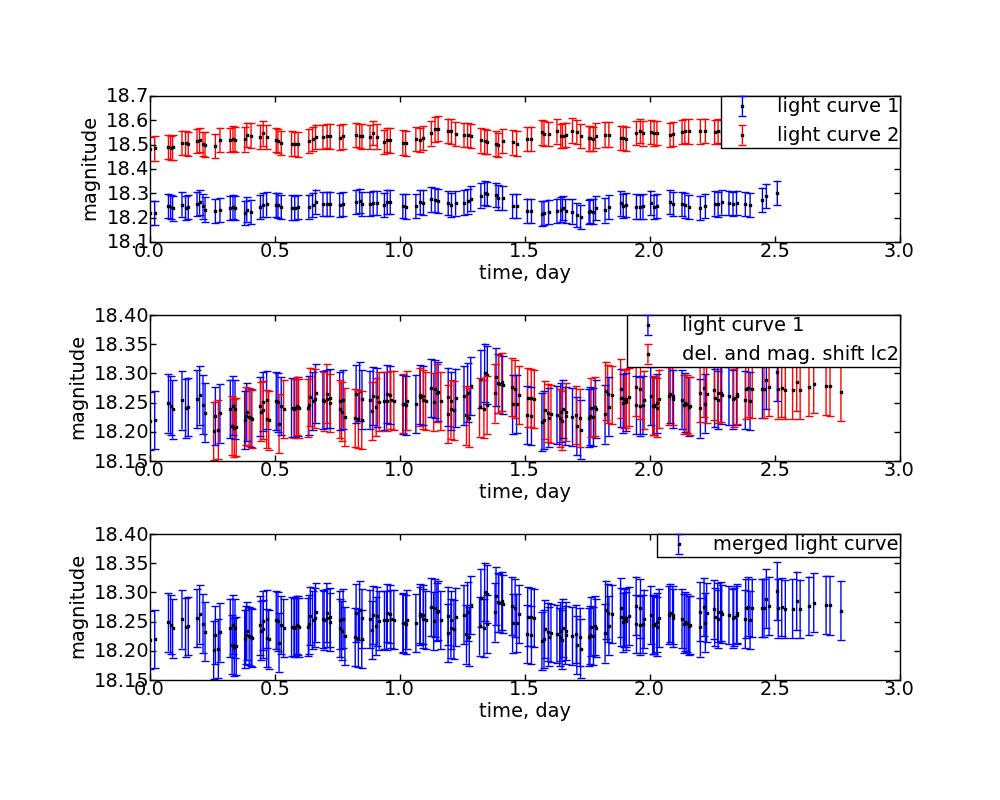 18.7
18.6
18.5
18.4
18.3
18.2
18.1
magnitude
light curve 1
light curve 2
0.0 0.5 1.0 1.5 2.0 2.5 3.0
time, day
18.40
18.35
18.30
18.25
18.20
18.15
magnitude
light curve 1
del. and mag. shift lc2
0.0 0.5 1.0 1.5 2.0 2.5 3.0
time, day
18.40
18.35
18.30
18.25
18.20
18.15
magnitude
merged light curve
0.0 0.5 1.0 1.5 2.0 2.5 3.0
time, day